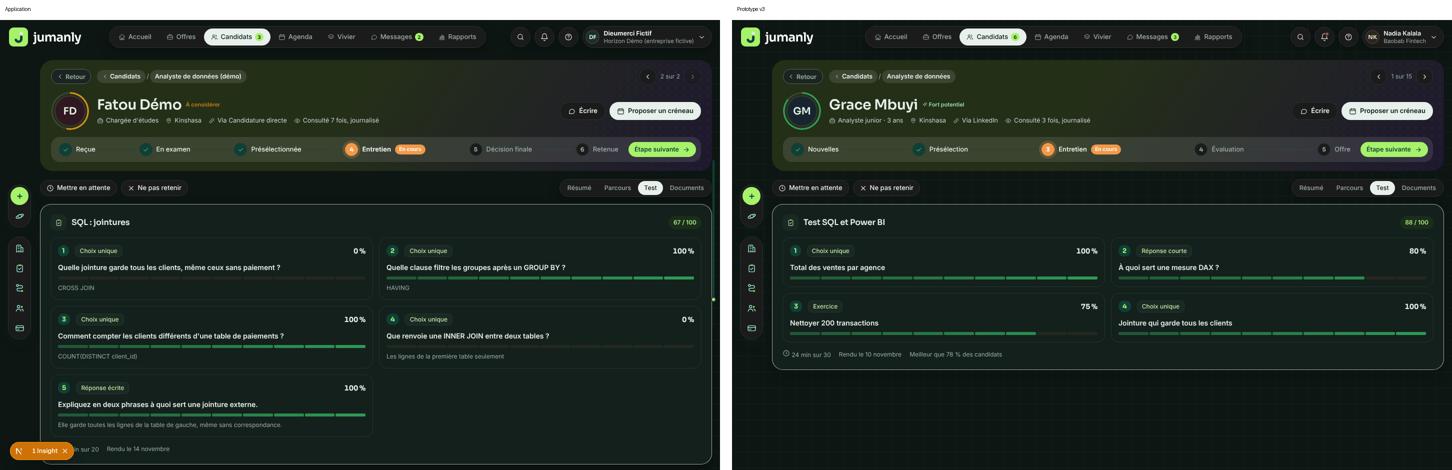 Application
jumanly
Accueil Offres Candidats 3 Agenda Vivier Messages 2 Rapports
DF Dieumerci Fictif
Horizon Démo (entreprise fictive)
Retour Candidats / Analyste de données (démo) 2 sur 2
FD Fatou Démo À considérer
Chargée d'études Kinshasa Via Candidature directe Consulté 7 fois, journalisé
Écrire Proposer un créneau
Reçue En examen Présélectionnée 4 Entretien En cours 5 Décision finale 6 Retenue Étape suivante →
Mettre en attente Ne pas retenir Résumé Parcours Test Documents
SQL : jointures 67 / 100
1 Choix unique 0 %
Quelle jointure garde tous les clients, même ceux sans paiement ?
CROSS JOIN
2 Choix unique 100 %
Quelle clause filtre les groupes après un GROUP BY ?
HAVING
3 Choix unique 100 %
Comment compter les clients différents d'une table de paiements ?
COUNT(DISTINCT client_id)
4 Choix unique 0 %
Que renvoie une INNER JOIN entre deux tables ?
Les lignes de la première table seulement
5 Réponse écrite 100 %
Expliquez en deux phrases à quoi sert une jointure externe.
Elle garde toutes les lignes de la table de gauche, même sans correspondance.
sur 20 Rendu le 14 novembre
N 1 Insight ×
Prototype v3
jumanly
Accueil Offres Candidats 6 Agenda Vivier Messages 3 Rapports
NK Nadia Kalala
Baobab Fintech
Retour Candidats / Analyste de données 1 sur 15
GM Grace Mbuyi Fort potentiel
Analyste junior · 3 ans Kinshasa Via LinkedIn Consulté 3 fois, journalisé
Écrire Proposer un créneau
Nouvelles Présélection 3 Entretien En cours 4 Évaluation 5 Offre Étape suivante →
Mettre en attente Ne pas retenir Résumé Parcours Test Documents
Test SQL et Power BI 88 / 100
1 Choix unique 100 %
Total des ventes par agence
2 Réponse courte 80 %
À quoi sert une mesure DAX ?
3 Exercice 75 %
Nettoyer 200 transactions
4 Choix unique 100 %
Jointure qui garde tous les clients
24 min sur 30 Rendu le 10 novembre Meilleur que 78 % des candidats